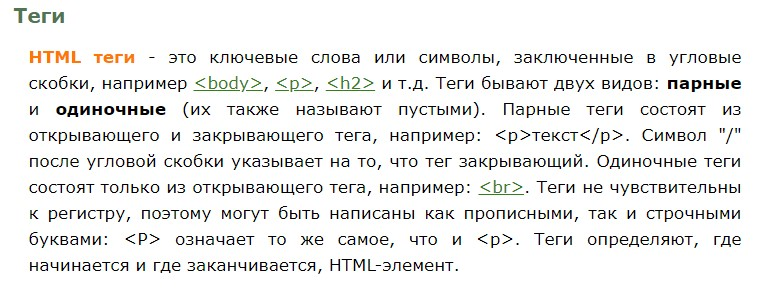 Теги
HTML теги - это ключевые слова или символы, заключенные в угловые
скобки, например <body>, <p>, <h2> и т.д. Теги бывают двух видов: парные
и одиночные (их также называют пустыми). Парные теги состоят из
открывающего и закрывающего тега, например: <p>текст</p>. Символ "/"
после угловой скобки указывает на то, что тег закрывающий. Одиночные теги
состоят только из открывающего тега, например: <br>. Теги не чувствительны
к регистру, поэтому могут быть написаны как прописными, так и строчными
буквами: <P> означает то же самое, что и <p>. Теги определяют, где
начинается и где заканчивается, HTML-элемент.